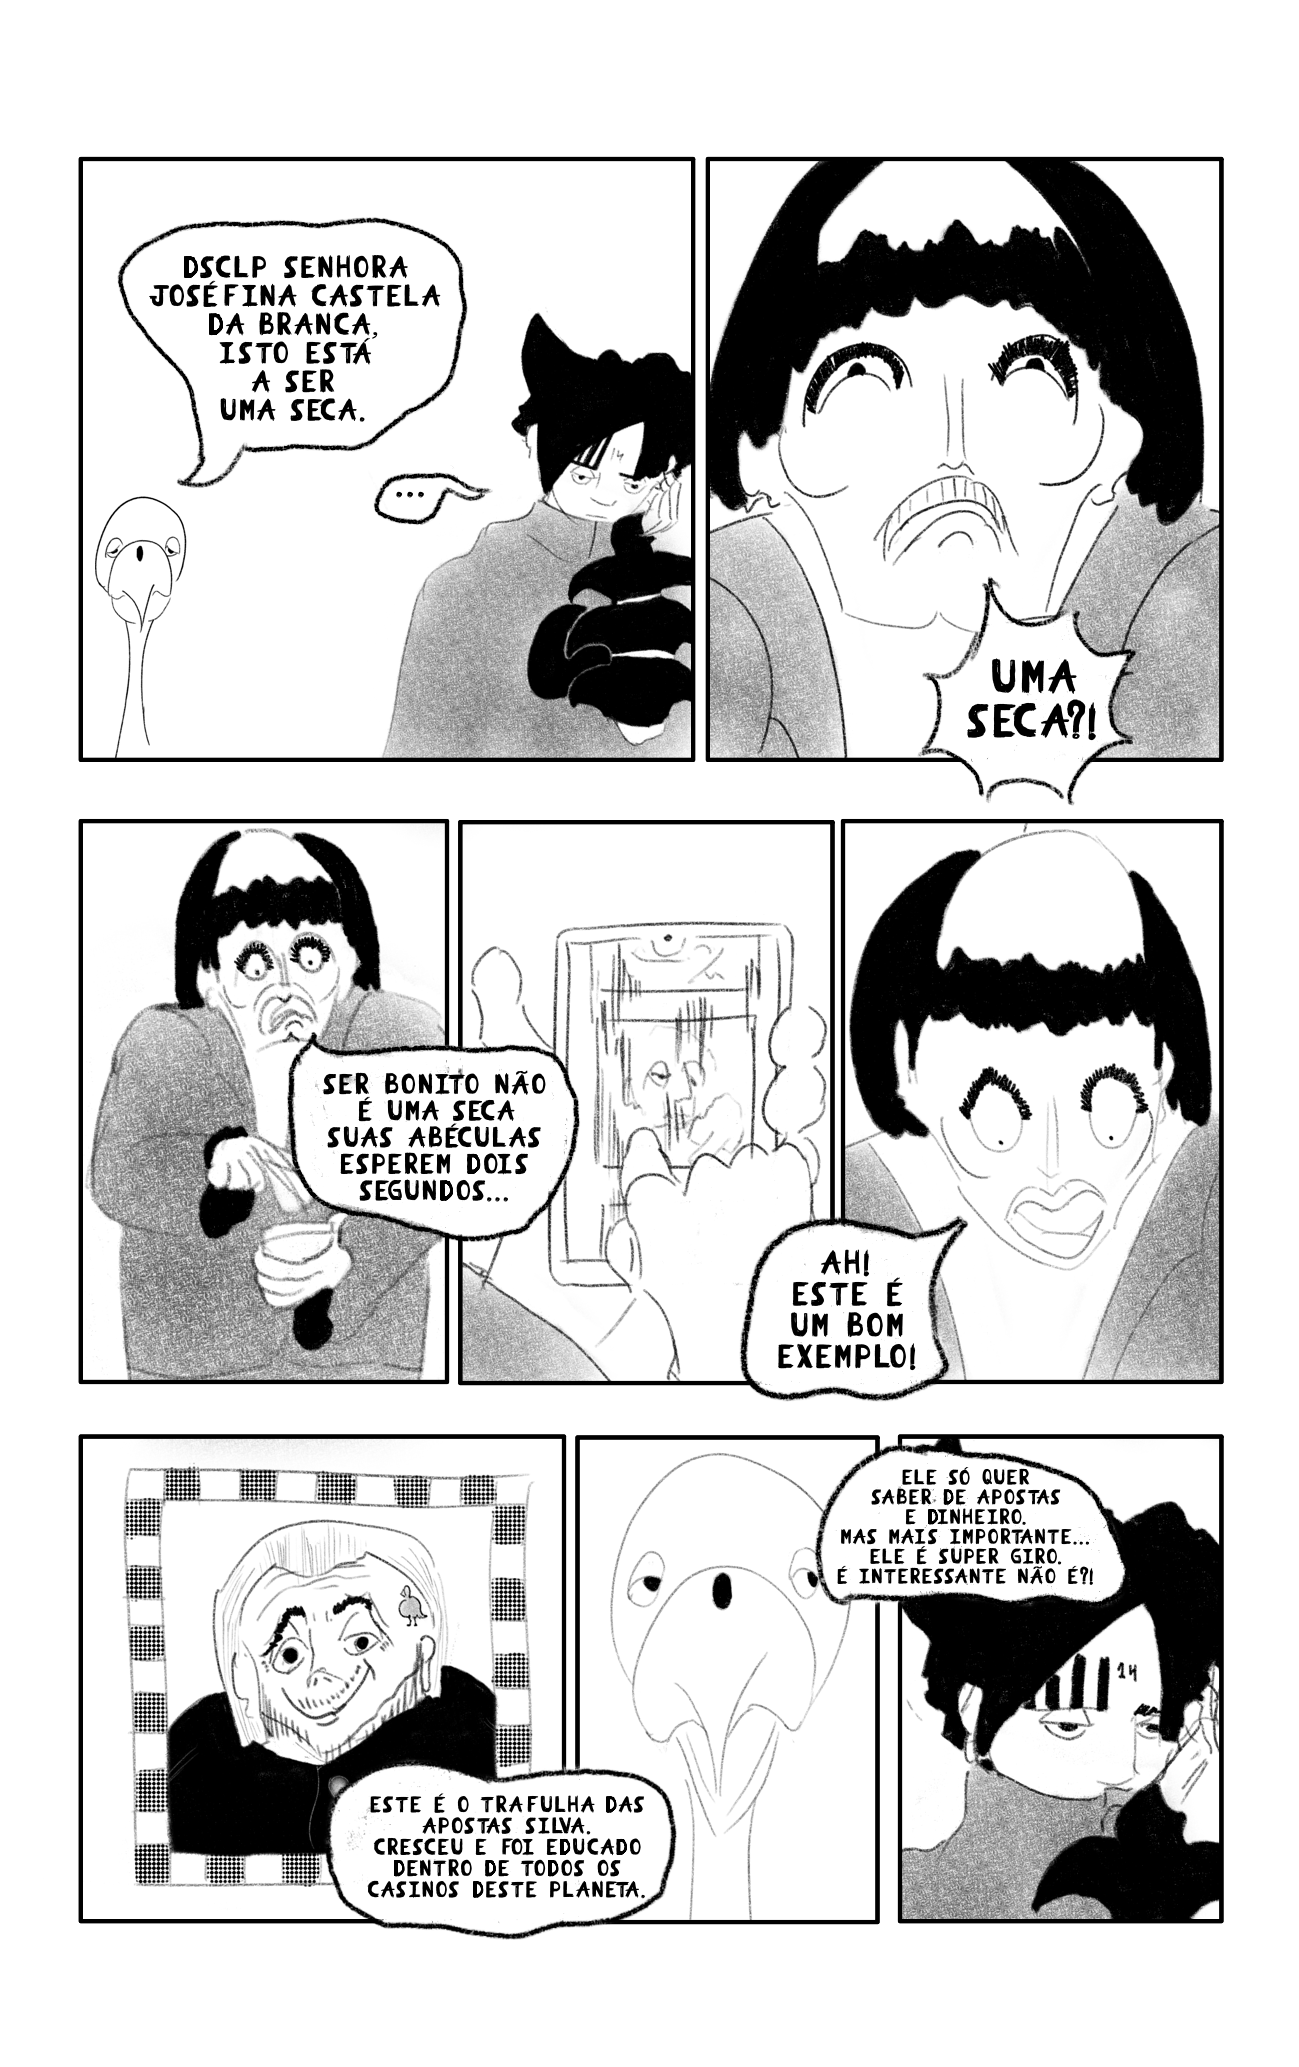 DSCLP SENHORA
JOSÉFINA CASTELA
DA BRANCA,
ISTO ESTÁ
A SER
UMA SECA.
...
UMA
SECA?!
SER BONITO NÃO
É UMA SECA
SUAS ABÉCULAS
ESPEREM DOIS
SEGUNDOS...
AH!
ESTE É
UM BOM
EXEMPLO!
ESTE É O TRAFULHA DAS
APOSTAS SILVA.
CRESCEU E FOI EDUCADO
DENTRO DE TODOS OS
CASINOS DESTE PLANETA.
ELE SÓ QUER
SABER DE APOSTAS
E DINHEIRO.
MAS MAIS IMPORTANTE...
ELE É SUPER GIRO.
É INTERESSANTE NÃO É?!
14